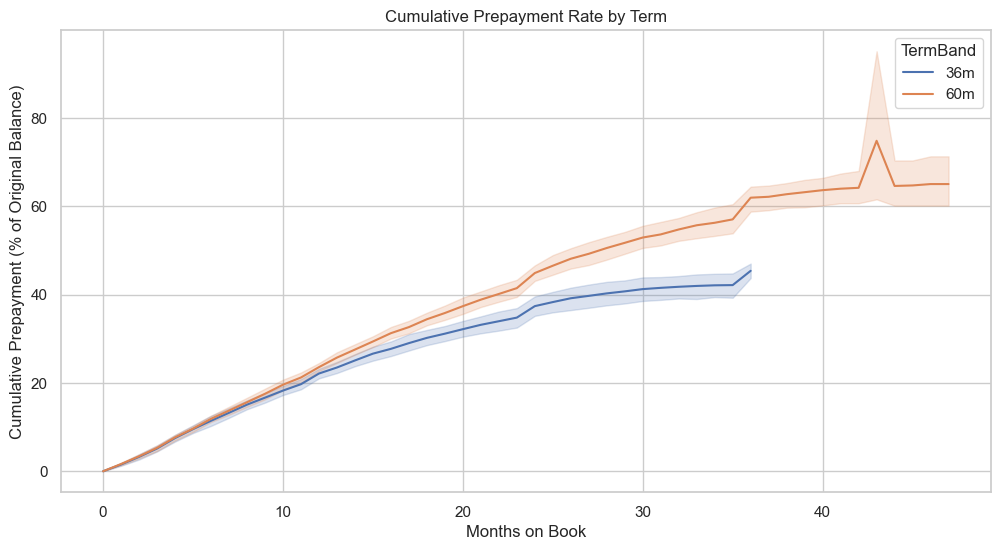 Cumulative Prepayment Rate by Term
Cumulative Prepayment (% of Original Balance)
80
60
40
20
0
0 10 20 30 40
Months on Book
TermBand
36m
60m